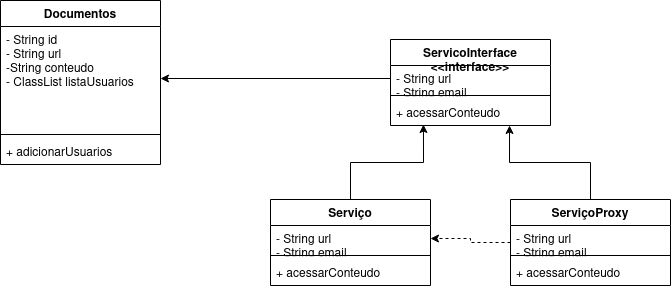 Documentos
- String id
- String url
-String conteudo
- ClassList listaUsuarios
+ adicionarUsuarios
ServicoInterface
<<interface>>
- String url
- String email
+ acessarConteudo
Serviço
- String url
- String email
+ acessarConteudo
ServiçoProxy
- String url
- String email
+ acessarConteudo